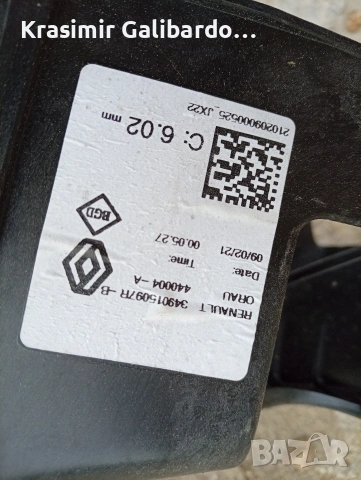 Krasimir Galibardo...
RENAULT 349015097R -B
ORAU 440004 -A
Date: Time:
09/02/21 00.05.27
BGD
C: 6.02 mm
210209000525_JX22
BAZAR